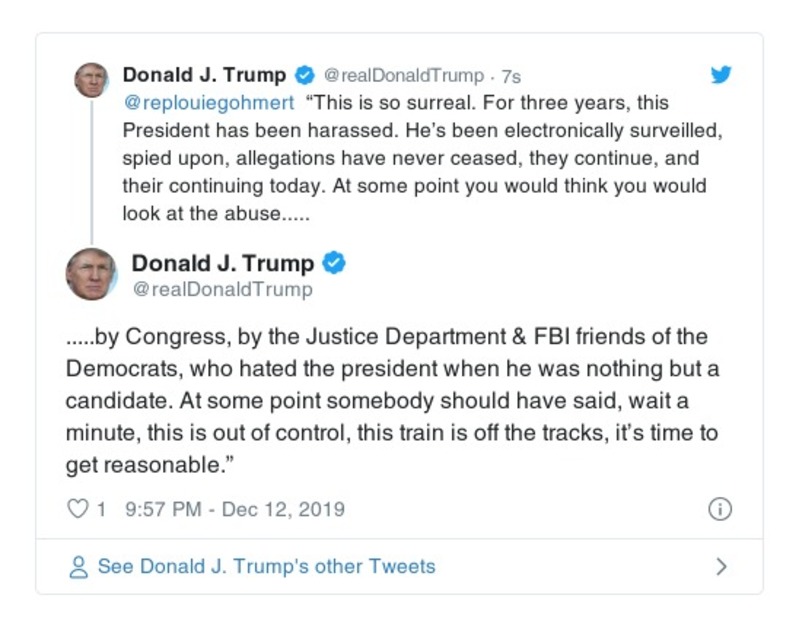 Donald J. Trump @realDonaldTrump · 7s
@replouiegohmert “This is so surreal. For three years, this
President has been harassed. He’s been electronically surveilled,
spied upon, allegations have never ceased, they continue, and
their continuing today. At some point you would think you would
look at the abuse.....
Donald J. Trump
@realDonaldTrump
.....by Congress, by the Justice Department & FBI friends of the
Democrats, who hated the president when he was nothing but a
candidate. At some point somebody should have said, wait a
minute, this is out of control, this train is off the tracks, it’s time to
get reasonable.”
1 9:57 PM - Dec 12, 2019
See Donald J. Trump's other Tweets